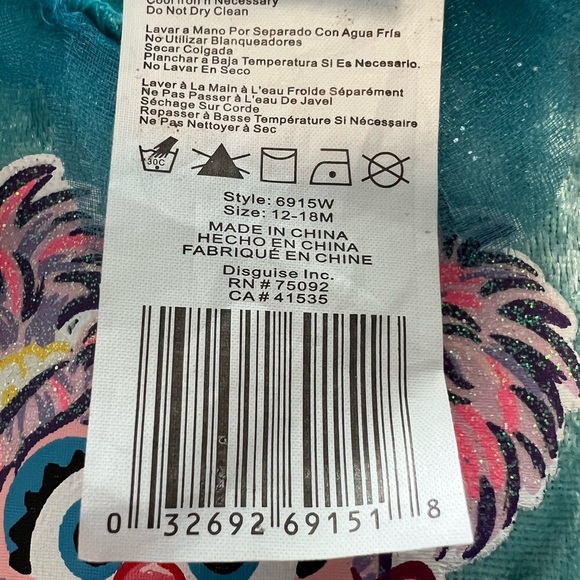 Cool Iron If Necessary
Do Not Dry Clean
Lavar a Mano Por Separado Con Agua Fría
No Utilizar Blanqueadores
Secar Colgada
Planchar a Baja Temperatura Si Es Necesario.
No Lavar En Seco
Laver à La Main à L'eau Froide Séparément
Ne Pas Passer à L'eau De Javel
Séchage Sur Corde
Repasser à Basse Température Si Nécessaire
Ne Pas Nettoyer à Sec
30C
Style: 6915W
Size: 12-18M
MADE IN CHINA
HECHO EN CHINA
FABRIQUÉ EN CHINE
Disguise Inc.
RN # 75092
CA # 41535
0 32692 69151 8